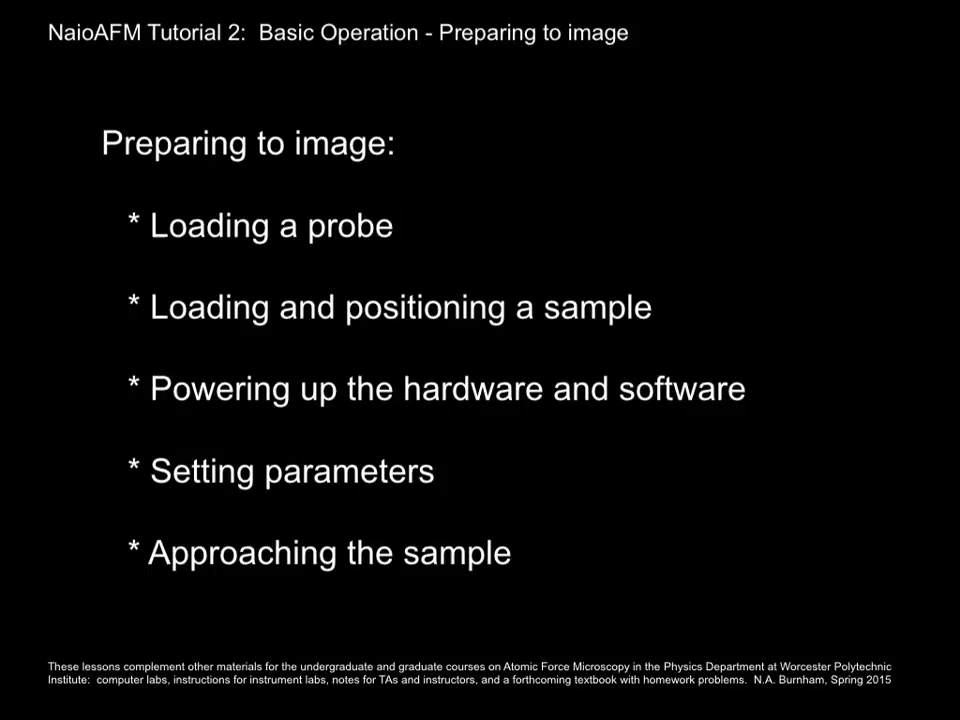 NaioAFM Tutorial 2:  Basic Operation - Preparing to image
Preparing to image:
* Loading a probe
* Loading and positioning a sample
* Powering up the hardware and software
* Setting parameters
* Approaching the sample
These lessons complement other materials for the undergraduate and graduate courses on Atomic Force Microscopy in the Physics Department at Worcester Polytechnic
Institute:  computer labs, instructions for instrument labs, notes for TAs and instructors, and a forthcoming textbook with homework problems.  N.A. Burnham, Spring 2015